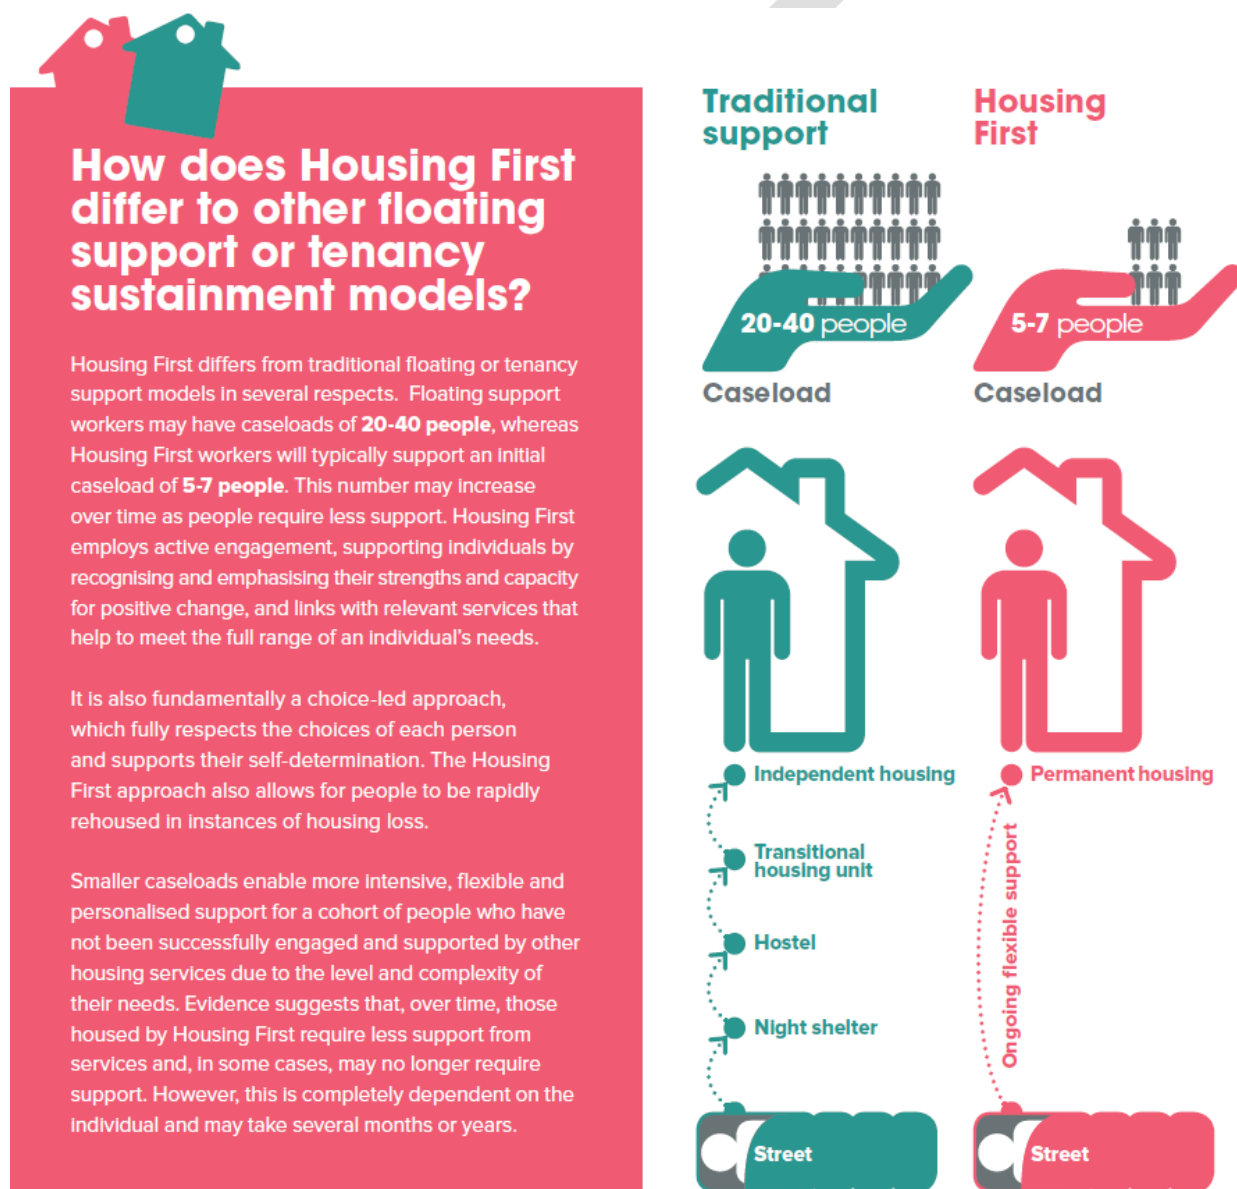 How does Housing First
differ to other floating
support or tenancy
sustainment models?
Housing First differs from traditional floating or tenancy
support models in several respects.  Floating support
workers may have caseloads of 20-40 people, whereas
Housing First workers will typically support an initial
caseload of 5-7 people. This number may increase
over time as people require less support. Housing First
employs active engagement, supporting individuals by
recognising and emphasising their strengths and capacity
for positive change, and links with relevant services that
help to meet the full range of an individual’s needs.
It is also fundamentally a choice-led approach,
which fully respects the choices of each person
and supports their self-determination. The Housing
First approach also allows for people to be rapidly
rehoused in instances of housing loss.
Smaller caseloads enable more intensive, flexible and
personalised support for a cohort of people who have
not been successfully engaged and supported by other
housing services due to the level and complexity of
their needs. Evidence suggests that, over time, those
housed by Housing First require less support from
services and, in some cases, may no longer require
support. However, this is completely dependent on the
individual and may take several months or years.
Traditional
support
20-40 people
Caseload
Independent housing
Transitional
housing unit
Hostel
Night shelter
Street
Housing
First
5-7 people
Caseload
Permanent housing
Ongoing flexible support
Street